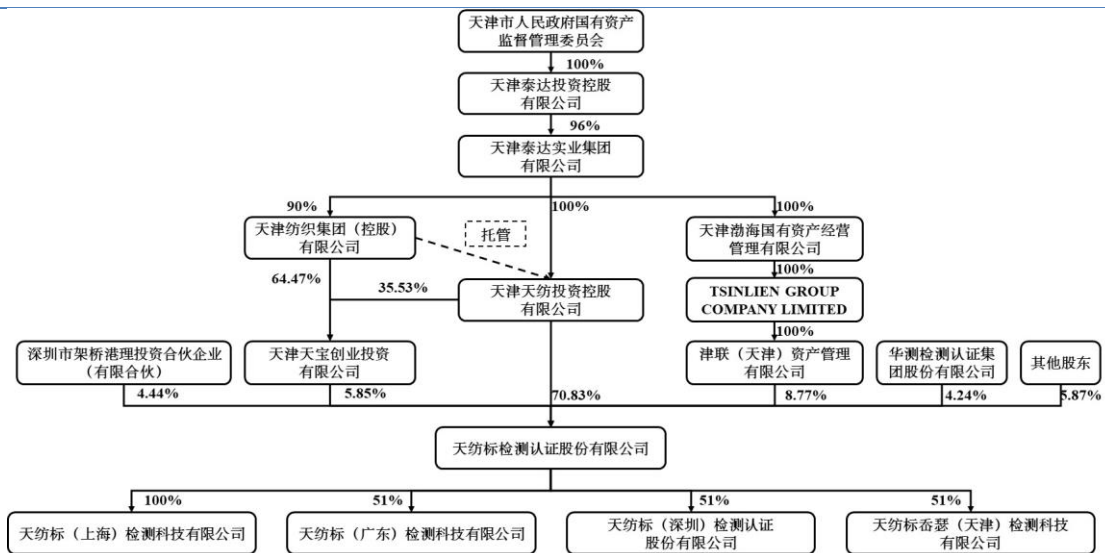 天津市人民政府国有资产
监督管理委员会
100%
天津泰达投资控股
有限公司
96%
天津泰达实业集团
有限公司
90%
100%
100%
天津纺织集团（控股）
有限公司
托管
天津渤海国有资产经营
管理有限公司
64.47%
35.53%
天津天纺投资控股
有限公司
100%
TSINLIEN GROUP
COMPANY LIMITED
100%
深圳市架桥港理投资合伙企业
（有限合伙）
天津天宝创业投资
有限公司
津联（天津）资产管理
有限公司
华测检测认证集
团股份有限公司
其他股东
4.44%
5.85%
70.83%
8.77%
4.24%
5.87%
天纺标检测认证股份有限公司
100%
51%
51%
51%
天纺标（上海）检测科技有限公司
天纺标（广东）检测科技有限公司
天纺标（深圳）检测认证
股份有限公司
天纺标岙瑟（天津）检测科技
有限公司